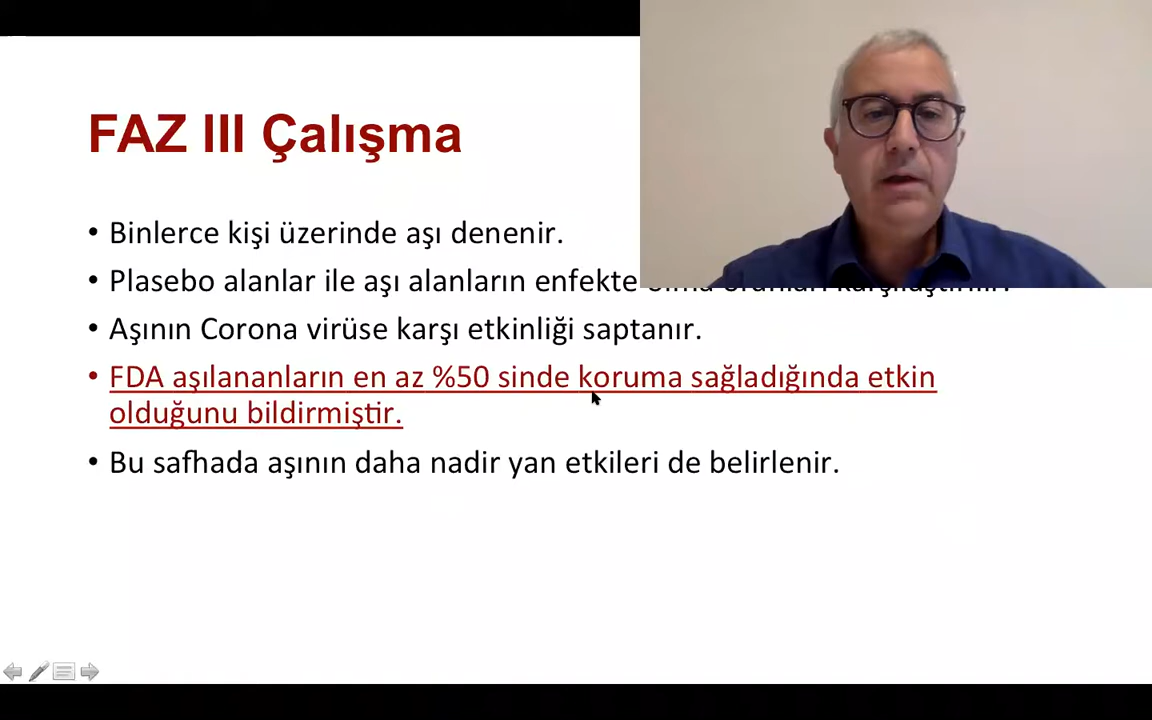 FAZ III Çalışma
• Binlerce kişi üzerinde aşı denenir.
• Plasebo alanlar ile aşı alanların enfekte
• Aşının Corona virüse karşı etkinliği saptanır.
• FDA aşılananların en az %50 sinde koruma sağladığında etkin
olduğunu bildirmiştir.
• Bu safhada aşının daha nadir yan etkileri de belirlenir.